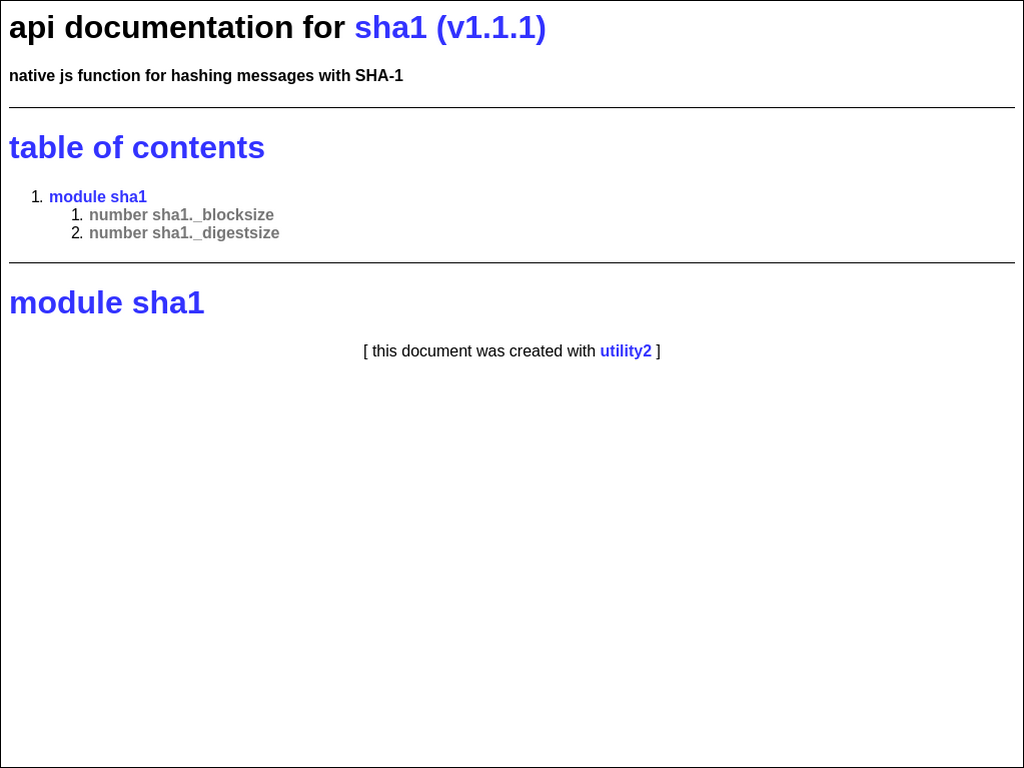 api documentation for sha1 (v1.1.1)
native js function for hashing messages with SHA-1
table of contents
1. module sha1
1. number sha1._blocksize
2. number sha1._digestsize
module sha1
[ this document was created with utility2 ]